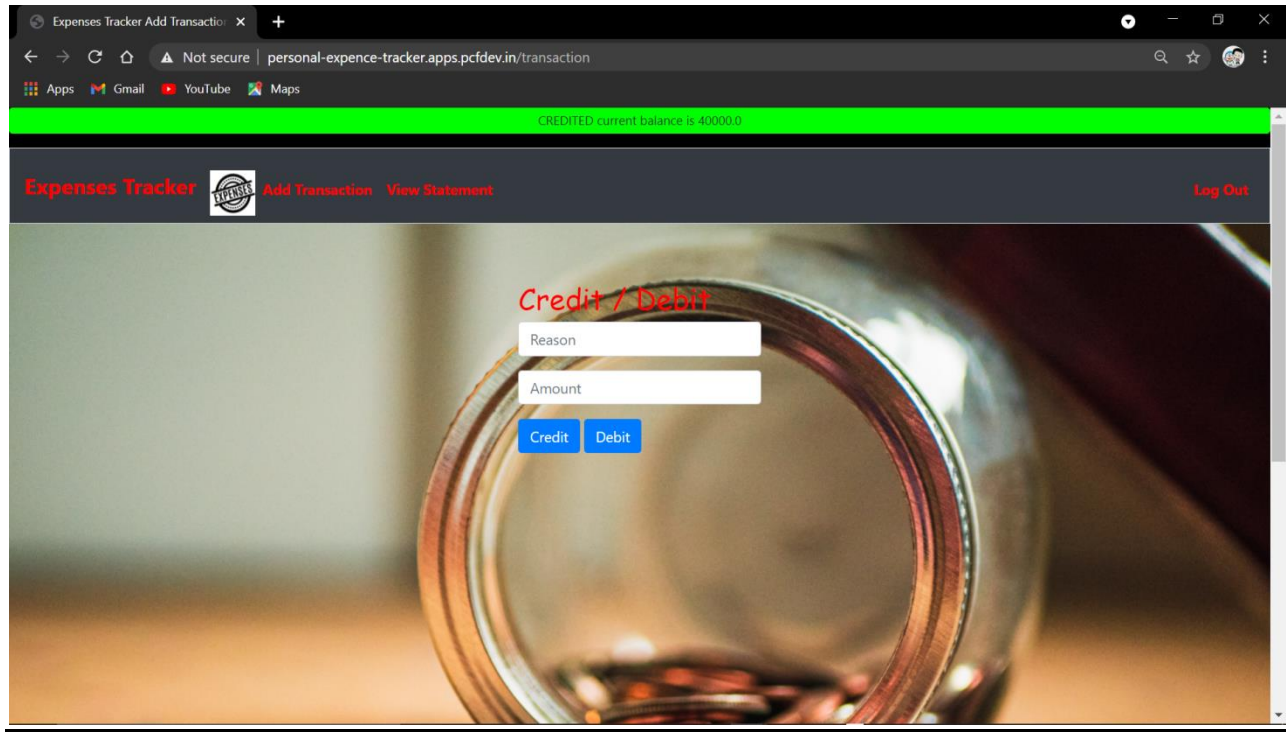 Expenses Tracker Add Transaction
Not secure | personal-expence-tracker.apps.pcfdev.in/transaction
Apps Gmail YouTube Maps
CREDITED current balance is 40000.0
Expenses Tracker EXPENSES Add Transaction View Statement Log Out
Credit / Debit
Reason
Amount
Credit Debit